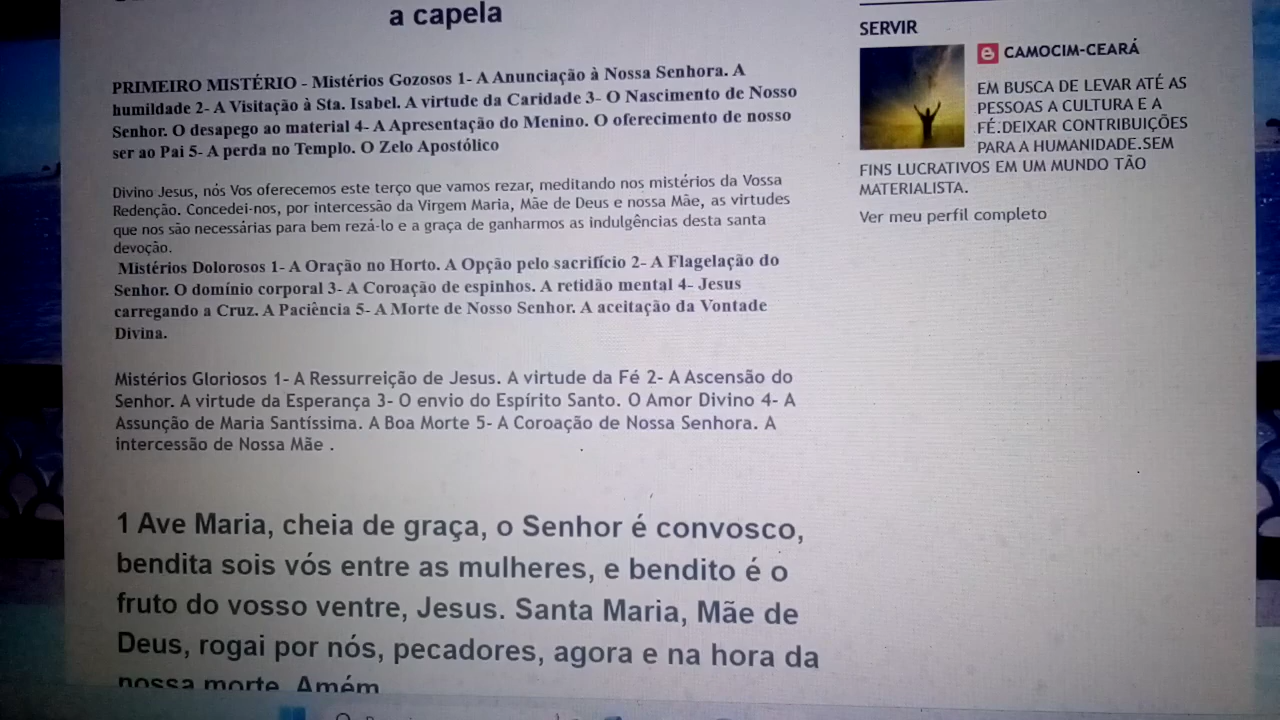 a capela
PRIMEIRO MISTÉRIO - Mistérios Gozosos 1- A Anunciação à Nossa Senhora. A
humildade 2- A Visitação à Sta. Isabel. A virtude da Caridade 3- O Nascimento de Nosso
Senhor. O desapego ao material 4- A Apresentação do Menino. O oferecimento de nosso
ser ao Pai 5- A perda no Templo. O Zelo Apostólico
Divino Jesus, nós Vos oferecemos este terço que vamos rezar, meditando nos mistérios da Vossa
Redenção. Concedei-nos, por intercessão da Virgem Maria, Mãe de Deus e nossa Mãe, as virtudes
que nos são necessárias para bem rezá-lo e a graça de ganharmos as indulgências desta santa
devoção.
Mistérios Dolorosos 1- A Oração no Horto. A Opção pelo sacrifício 2- A Flagelação do
Senhor. O domínio corporal 3- A Coroação de espinhos. A retidão mental 4- Jesus
carregando a Cruz. A Paciência 5- A Morte de Nosso Senhor. A aceitação da Vontade
Divina.
Mistérios Gloriosos 1- A Ressurreição de Jesus. A virtude da Fé 2- A Ascensão do
Senhor. A virtude da Esperança 3- O envio do Espírito Santo. O Amor Divino 4- A
Assunção de Maria Santíssima. A Boa Morte 5- A Coroação de Nossa Senhora. A
intercessão de Nossa Mãe .
1 Ave Maria, cheia de graça, o Senhor é convosco,
bendita sois vós entre as mulheres, e bendito é o
fruto do vosso ventre, Jesus. Santa Maria, Mãe de
Deus, rogai por nós, pecadores, agora e na hora da
nossa morte. Amém
SERVIR
CAMOCIM-CEARÁ
EM BUSCA DE LEVAR ATÉ AS
PESSOAS A CULTURA E A
FÉ.DEIXAR CONTRIBUIÇÕES
PARA A HUMANIDADE.SEM
FINS LUCRATIVOS EM UM MUNDO TÃO
MATERIALISTA.
Ver meu perfil completo